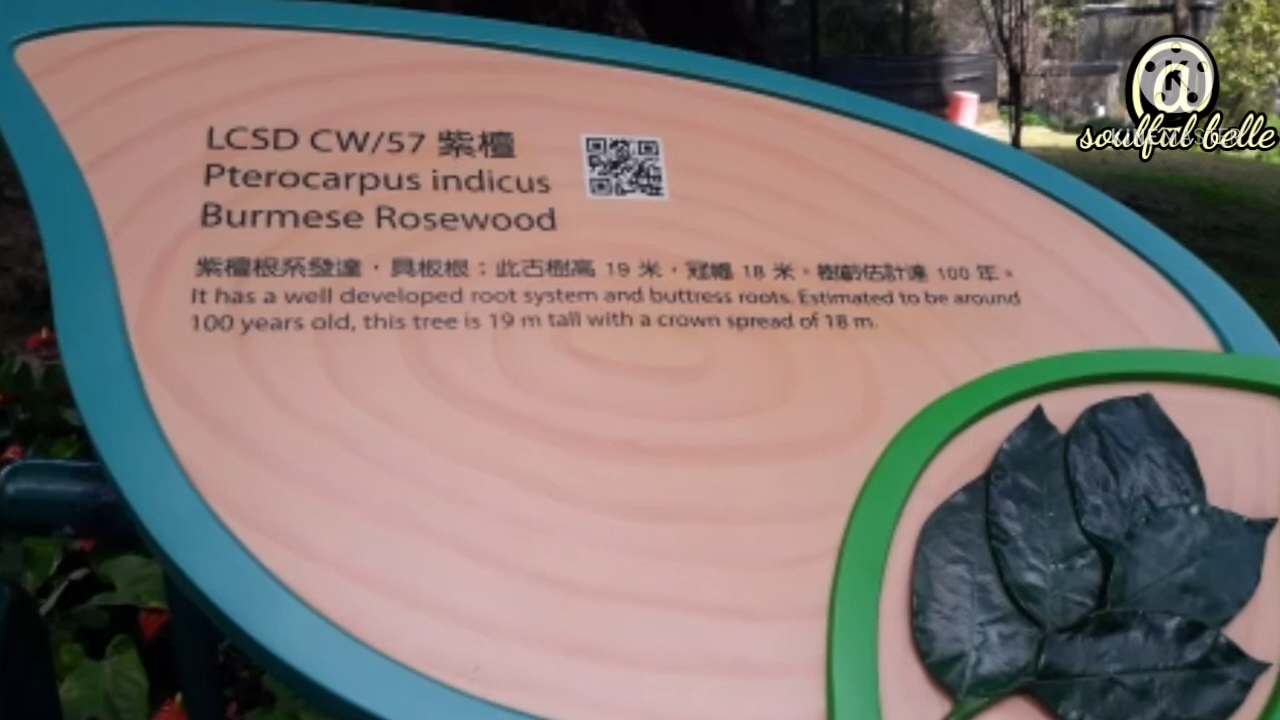 LCSD CW/57 紫檀
Pterocarpus indicus
Burmese Rosewood
紫檀根系發達，具板根；此古樹高 19 米，冠幅 18 米。樹齡估計達 100 年。
It has a well developed root system and buttress roots. Estimated to be around
100 years old, this tree is 19 m tall with a crown spread of 18 m.
@
soulful belle